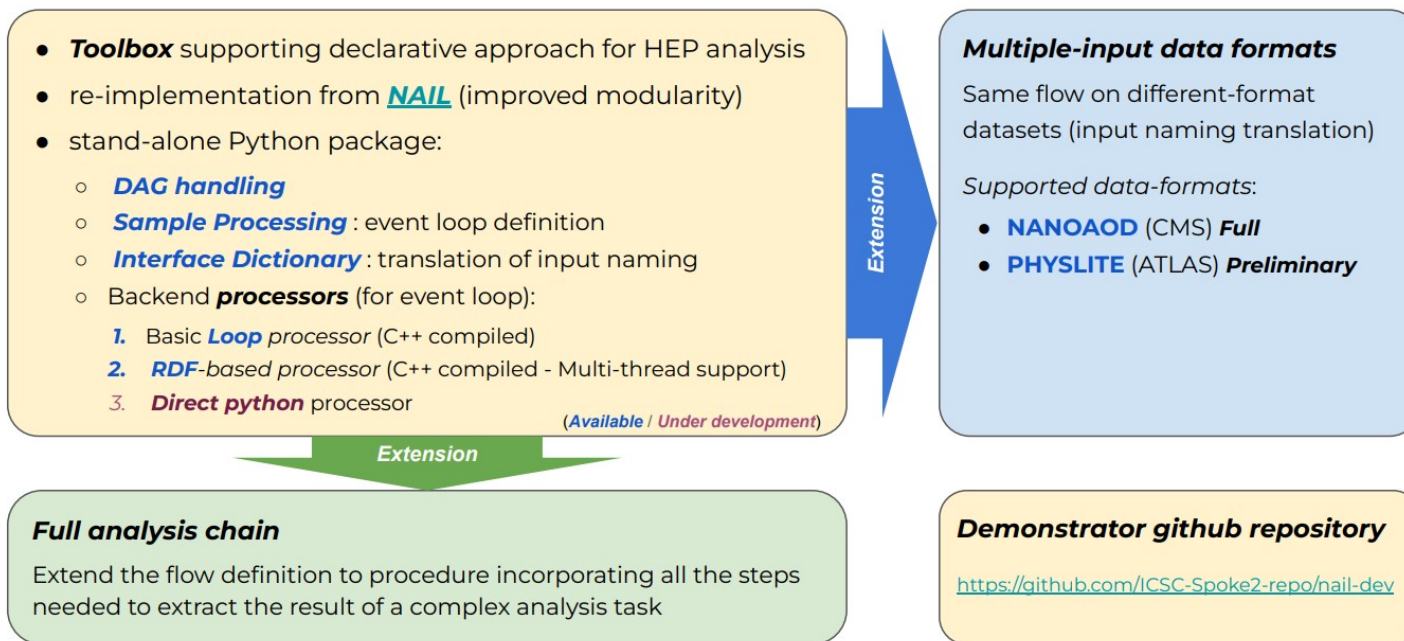 ● Toolbox supporting declarative approach for HEP analysis
● re-implementation from NAIL (improved modularity)
● stand-alone Python package:
○ DAG handling
○ Sample Processing : event loop definition
○ Interface Dictionary : translation of input naming
○ Backend processors (for event loop):
1. Basic Loop processor (C++ compiled)
2. RDF-based processor (C++ compiled - Multi-thread support)
3. Direct python processor
(Available / Under development)
Extension
Multiple-input data formats
Same flow on different-format
datasets (input naming translation)
Supported data-formats:
● NANOAOD (CMS) Full
● PHYSLITE (ATLAS) Preliminary
Extension
Full analysis chain
Extend the flow definition to procedure incorporating all the steps
needed to extract the result of a complex analysis task
Demonstrator github repository
https://github.com/ICSC-Spoke2-repo/nail-dev